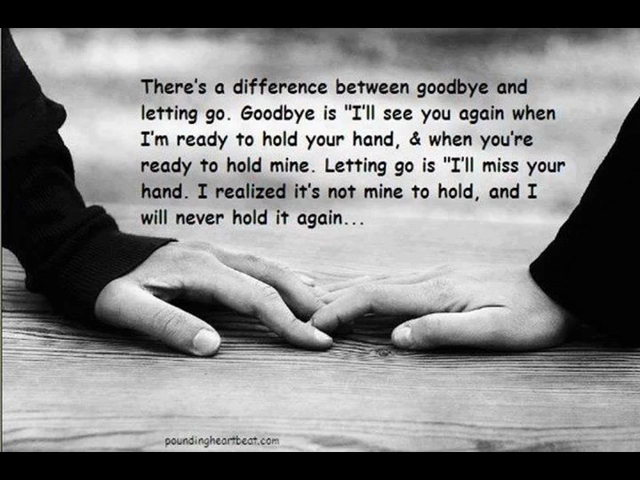 There's a difference between goodbye and
letting go. Goodbye is "I'll see you again when
I'm ready to hold your hand, & when you're
ready to hold mine. Letting go is "I'll miss your
hand. I realized it's not mine to hold, and I
will never hold it again...
poundingheartbeat.com